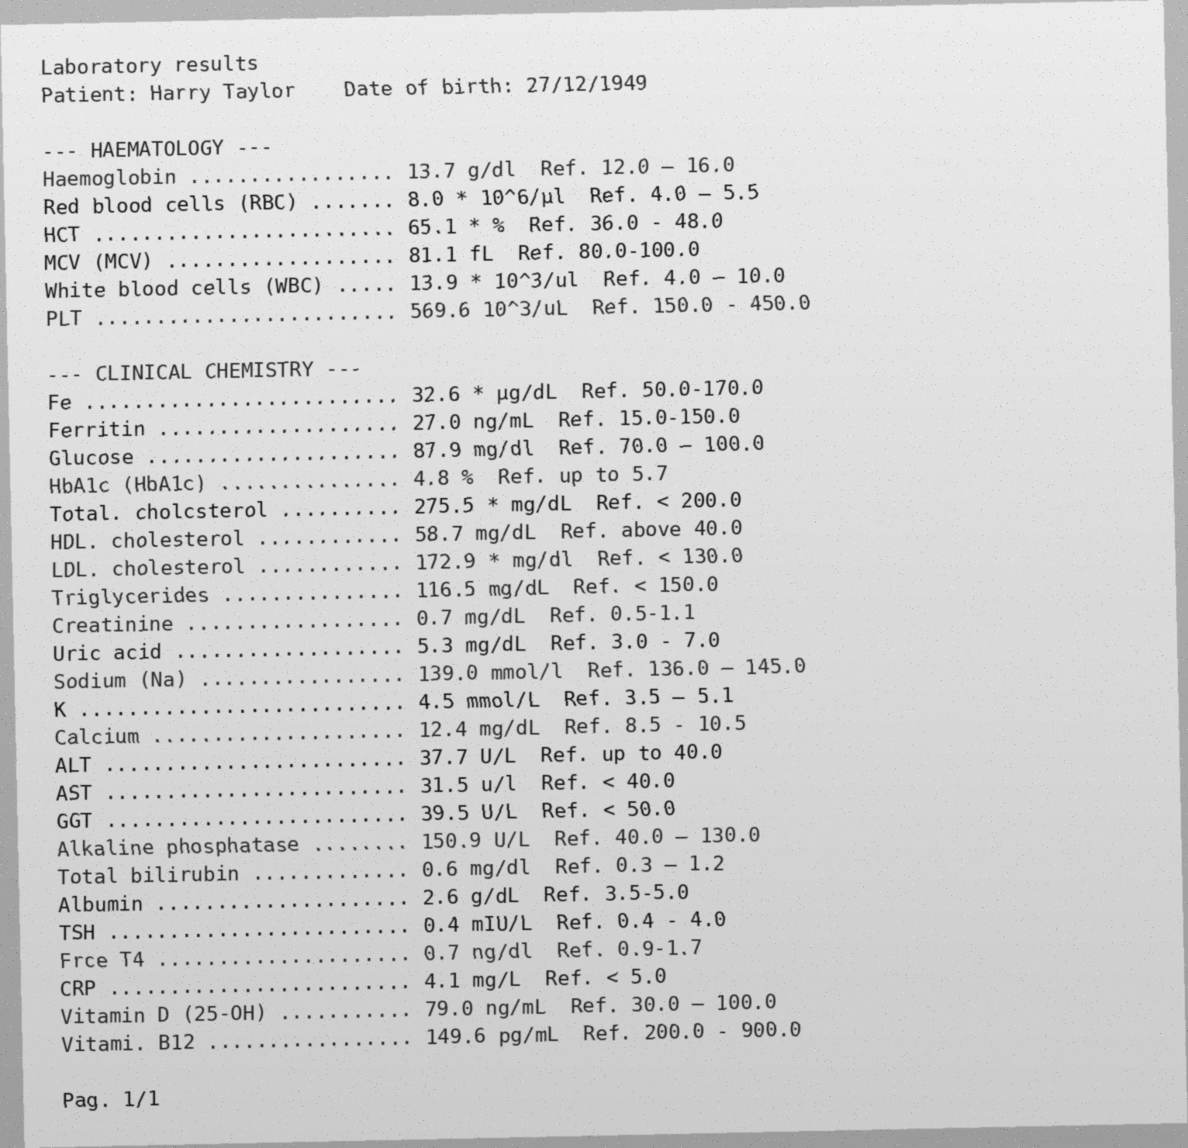 Laboratory results
Patient: Harry Taylor    Date of birth: 27/12/1949

--- HAEMATOLOGY ---
Haemoglobin ................. 13.7 g/dl  Ref. 12.0 – 16.0
Red blood cells (RBC) ....... 8.0 * 10^6/µl  Ref. 4.0 – 5.5
HCT ......................... 65.1 * %  Ref. 36.0 - 48.0
MCV (MCV) ................... 81.1 fL  Ref. 80.0-100.0
White blood cells (WBC) ..... 13.9 * 10^3/ul  Ref. 4.0 – 10.0
PLT ......................... 569.6 10^3/uL  Ref. 150.0 - 450.0

--- CLINICAL CHEMISTRY ---
Fe .......................... 32.6 * µg/dL  Ref. 50.0-170.0
Ferritin .................... 27.0 ng/mL  Ref. 15.0-150.0
Glucose ..................... 87.9 mg/dl  Ref. 70.0 – 100.0
HbA1c (HbA1c) ............... 4.8 %  Ref. up to 5.7
Total. cholcsterol .......... 275.5 * mg/dL  Ref. < 200.0
HDL. cholesterol ............ 58.7 mg/dL  Ref. above 40.0
LDL. cholesterol ............ 172.9 * mg/dl  Ref. < 130.0
Triglycerides ............... 116.5 mg/dL  Ref. < 150.0
Creatinine .................. 0.7 mg/dL  Ref. 0.5-1.1
Uric acid ................... 5.3 mg/dL  Ref. 3.0 - 7.0
Sodium (Na) ................. 139.0 mmol/l  Ref. 136.0 – 145.0
K ........................... 4.5 mmol/L  Ref. 3.5 – 5.1
Calcium ..................... 12.4 mg/dL  Ref. 8.5 - 10.5
ALT ......................... 37.7 U/L  Ref. up to 40.0
AST ......................... 31.5 u/l  Ref. < 40.0
GGT ......................... 39.5 U/L  Ref. < 50.0
Alkaline phosphatase ........ 150.9 U/L  Ref. 40.0 – 130.0
Total bilirubin ............. 0.6 mg/dl  Ref. 0.3 – 1.2
Albumin ..................... 2.6 g/dL  Ref. 3.5-5.0
TSH ......................... 0.4 mIU/L  Ref. 0.4 - 4.0
Frce T4 ..................... 0.7 ng/dl  Ref. 0.9-1.7
CRP ......................... 4.1 mg/L  Ref. < 5.0
Vitamin D (25-OH) ........... 79.0 ng/mL  Ref. 30.0 – 100.0
Vitami. B12 ................. 149.6 pg/mL  Ref. 200.0 - 900.0

Pag. 1/1